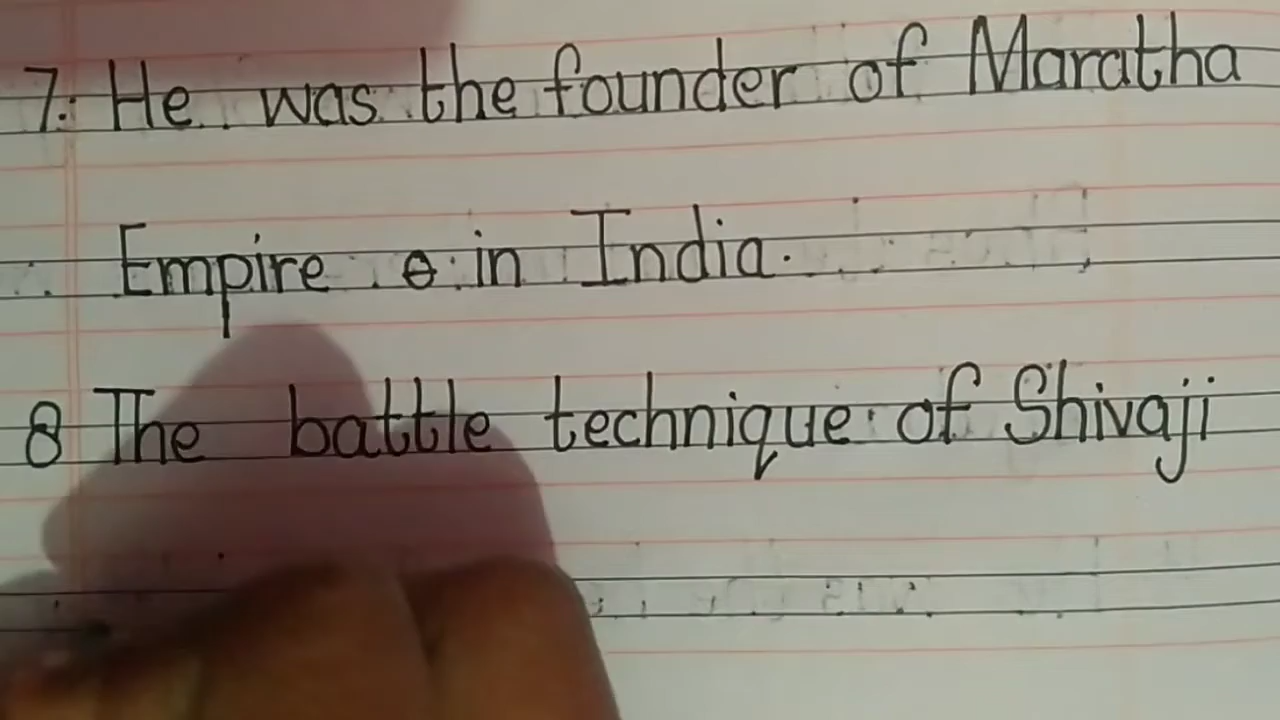 7. He was the founder of Maratha
Empire in India.
8 The battle technique of Shivaji